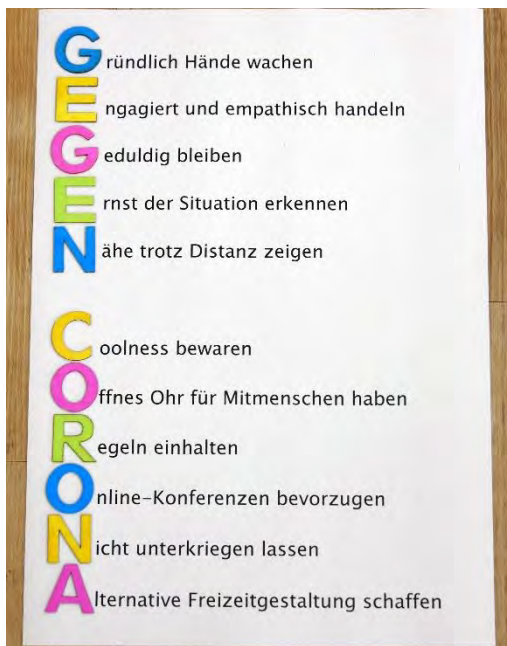 Gründlich Hände wachen
Engagiert und empathisch handeln
Geduldig bleiben
Ernst der Situation erkennen
Nähe trotz Distanz zeigen
Coolness bewaren
Offnes Ohr für Mitmenschen haben
Regeln einhalten
Online-Konferenzen bevorzugen
Nicht unterkriegen lassen
Alternative Freizeitgestaltung schaffen